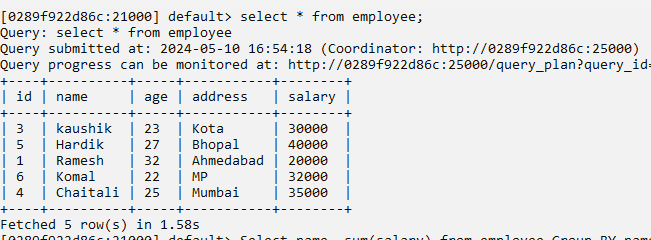 [0289f922d86c:21000] default> select * from employee;
Query: select * from employee
Query submitted at: 2024-05-10 16:54:18 (Coordinator: http://0289f922d86c:25000)
Query progress can be monitored at: http://0289f922d86c:25000/query_plan?query_id=
+----+----------+-----+-----------+--------+
| id | name     | age | address   | salary |
+----+----------+-----+-----------+--------+
| 3  | kaushik  | 23  | Kota      | 30000  |
| 5  | Hardik   | 27  | Bhopal    | 40000  |
| 1  | Ramesh   | 32  | Ahmedabad | 20000  |
| 6  | Komal    | 22  | MP        | 32000  |
| 4  | Chaitali | 25  | Mumbai    | 35000  |
+----+----------+-----+-----------+--------+
Fetched 5 row(s) in 1.58s
[0289f922d86c:21000] default> Select name, sum(salary) from employee Group BY name